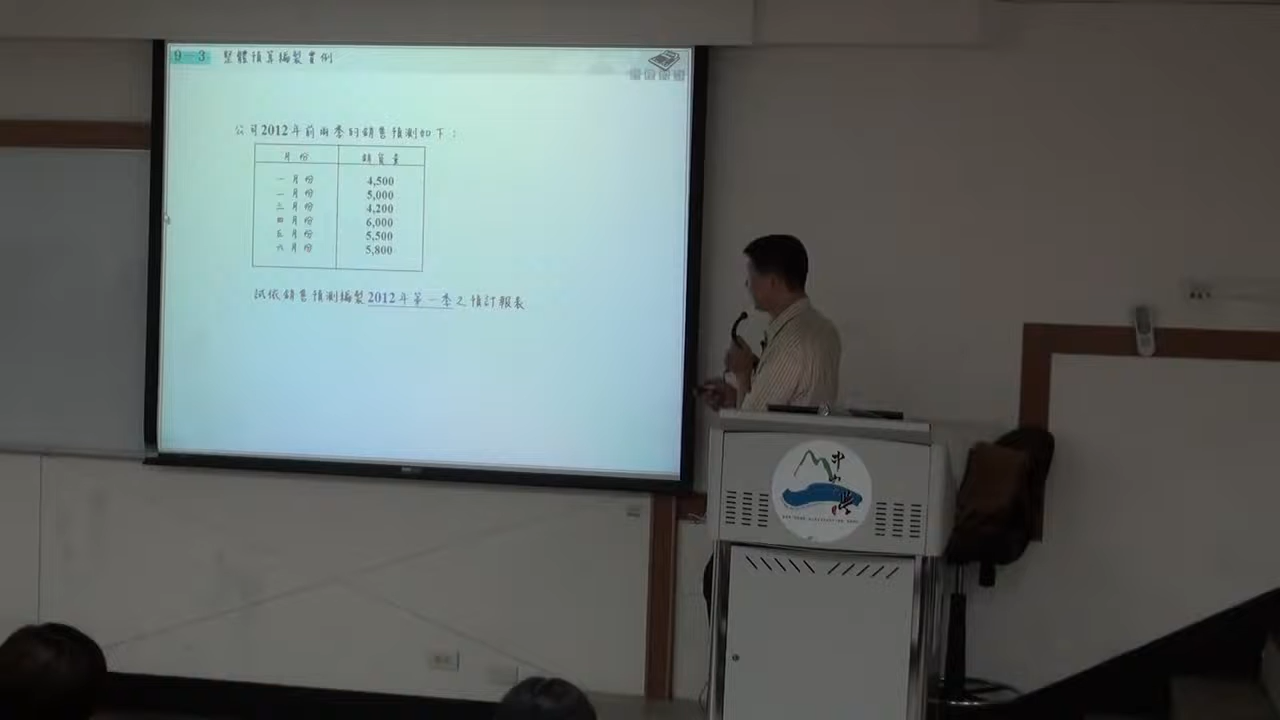 9-3 整體預算編製實例
公司2012年前兩季的銷售預測如下：
月份 銷貨量
一月份 4,500
二月份 5,000
三月份 4,200
四月份 6,000
五月份 5,500
六月份 5,800
試依銷售預測編製2012年第一季之預計報表